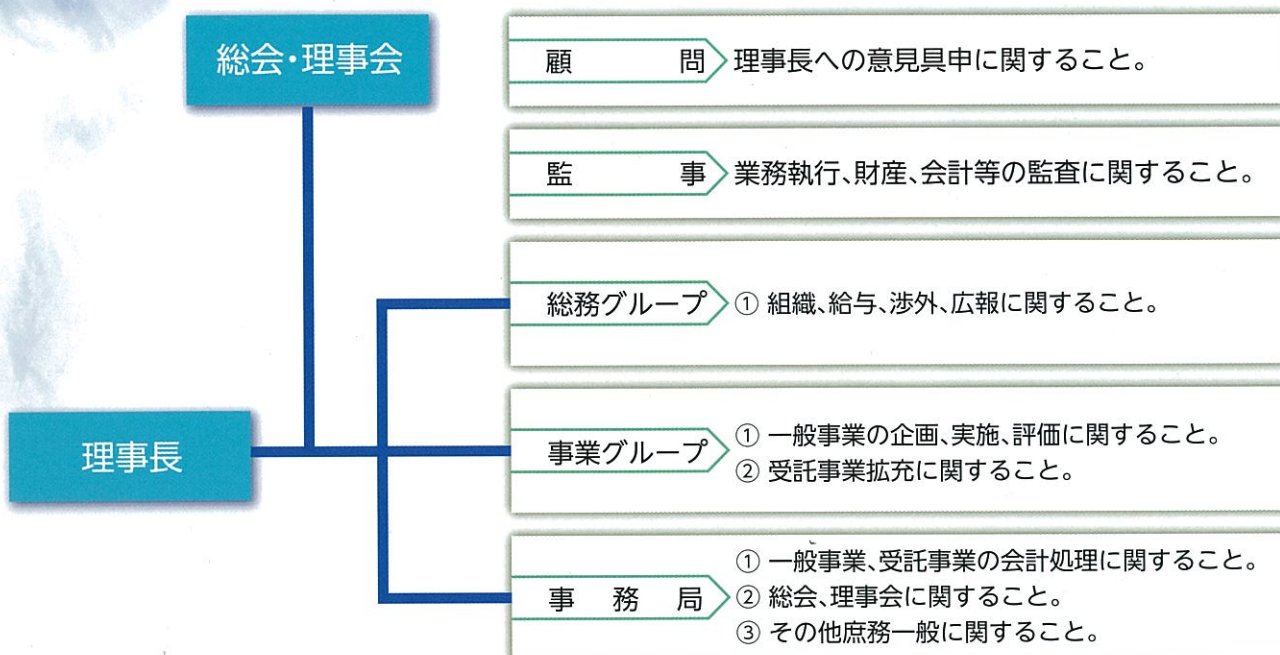 総会・理事会
顧問 理事長への意見具申に関すること。
監事 業務執行、財産、会計等の監査に関すること。
総務グループ ① 組織、給与、渉外、広報に関すること。
理事長
事業グループ ① 一般事業の企画、実施、評価に関すること。
② 受託事業拡充に関すること。
事務局 ① 一般事業、受託事業の会計処理に関すること。
② 総会、理事会に関すること。
③ その他庶務一般に関すること。